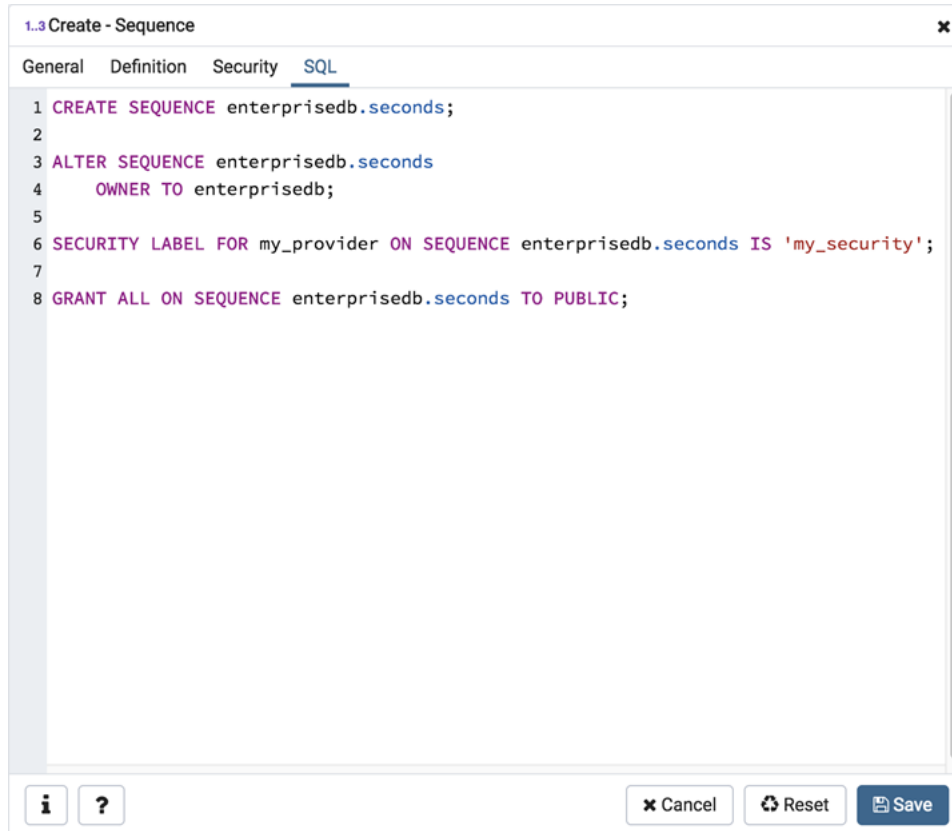 1..3 Create - Sequence
General Definition Security SQL
1 CREATE SEQUENCE enterprisedb.seconds;
2
3 ALTER SEQUENCE enterprisedb.seconds
4     OWNER TO enterprisedb;
5
6 SECURITY LABEL FOR my_provider ON SEQUENCE enterprisedb.seconds IS 'my_security';
7
8 GRANT ALL ON SEQUENCE enterprisedb.seconds TO PUBLIC;
i ? Cancel Reset Save